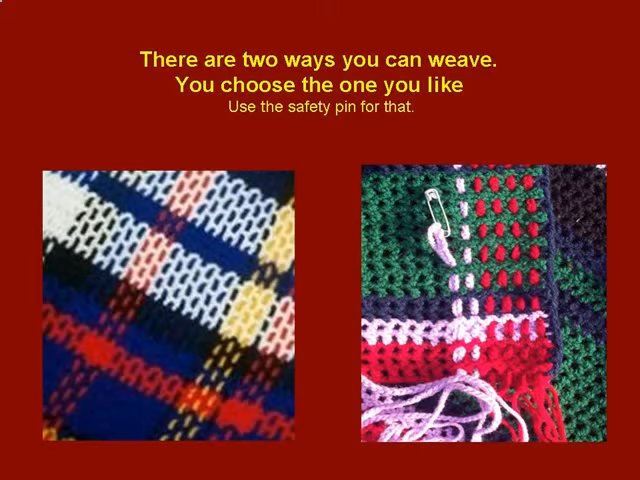 There are two ways you can weave.
You choose the one you like
Use the safety pin for that.